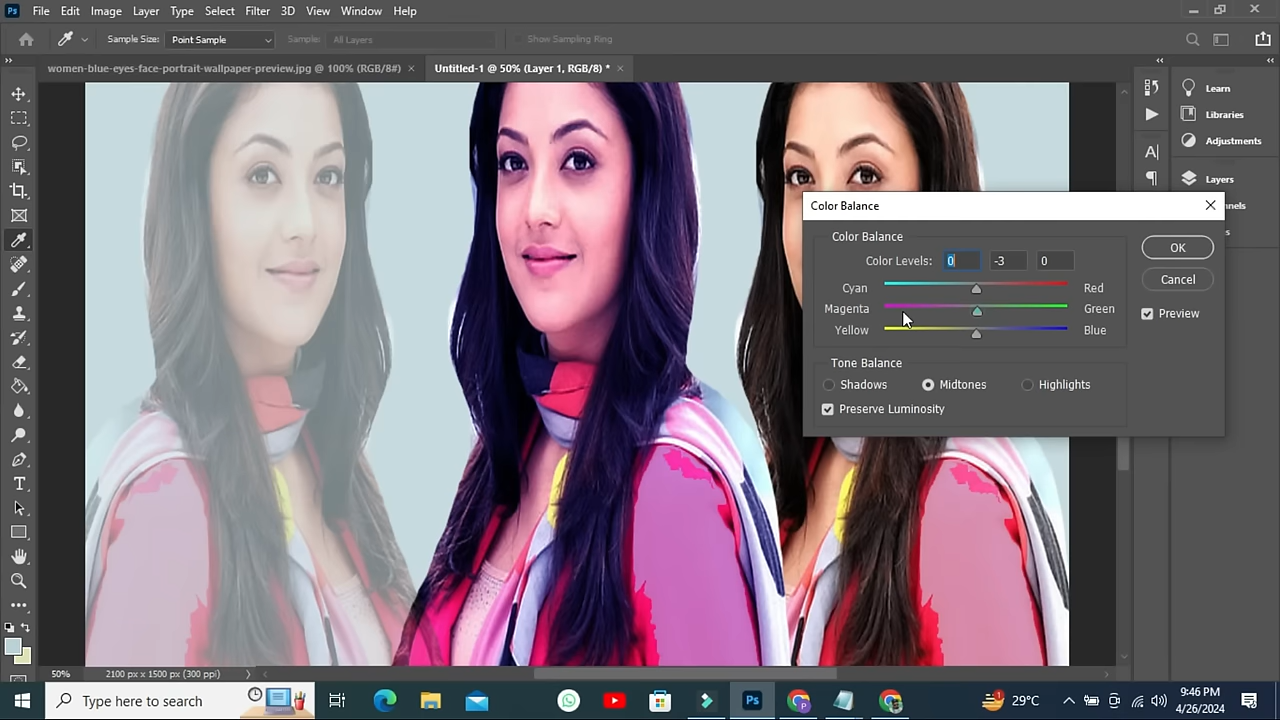 Ps File Edit Image Layer Type Select Filter 3D View Window Help
Sample Size: Point Sample Sample: All Layers Show Sampling Ring
women-blue-eyes-face-portrait-wallpaper-preview.jpg @ 100% (RGB/8#) × Untitled-1 @ 50% (Layer 1, RGB/8) * ×
Learn
Libraries
Adjustments
Layers
Color Balance
Color Balance
Color Levels: 0 -3 0
Cyan Red
Magenta Green
Yellow Blue
Tone Balance
Shadows Midtones Highlights
Preserve Luminosity
OK
Cancel
Preview
50% 2100 px x 1500 px (300 ppi)
Type here to search
Ps
29°C
9:46 PM
4/26/2024